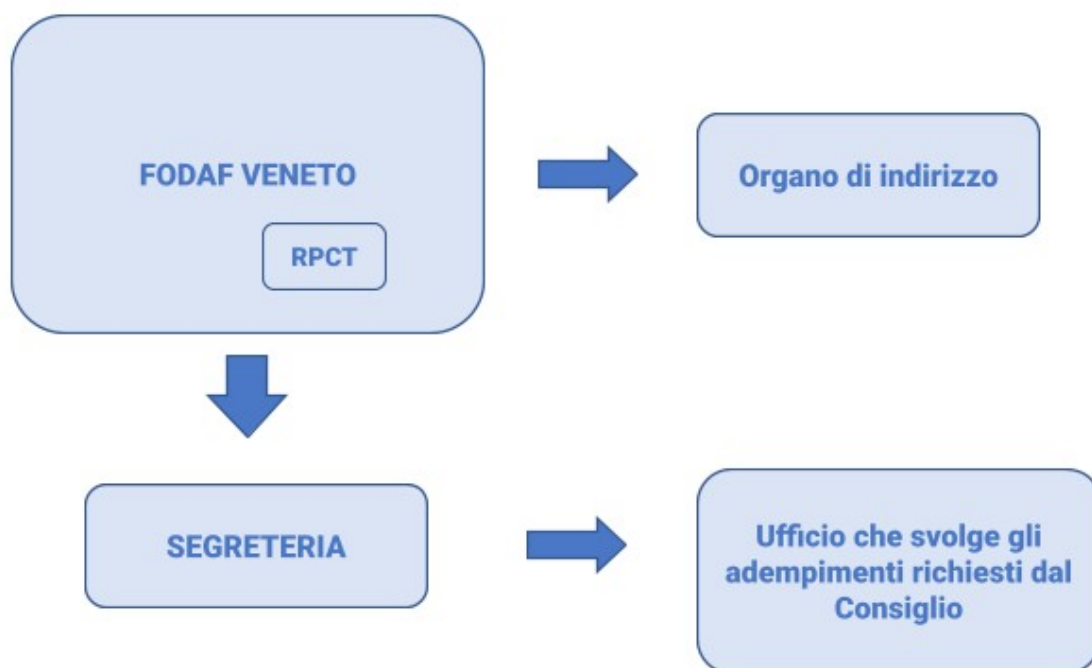 FODAF VENETO
RPCT
Organo di indirizzo
SEGRETERIA
Ufficio che svolge gli
adempimenti richiesti dal
Consiglio